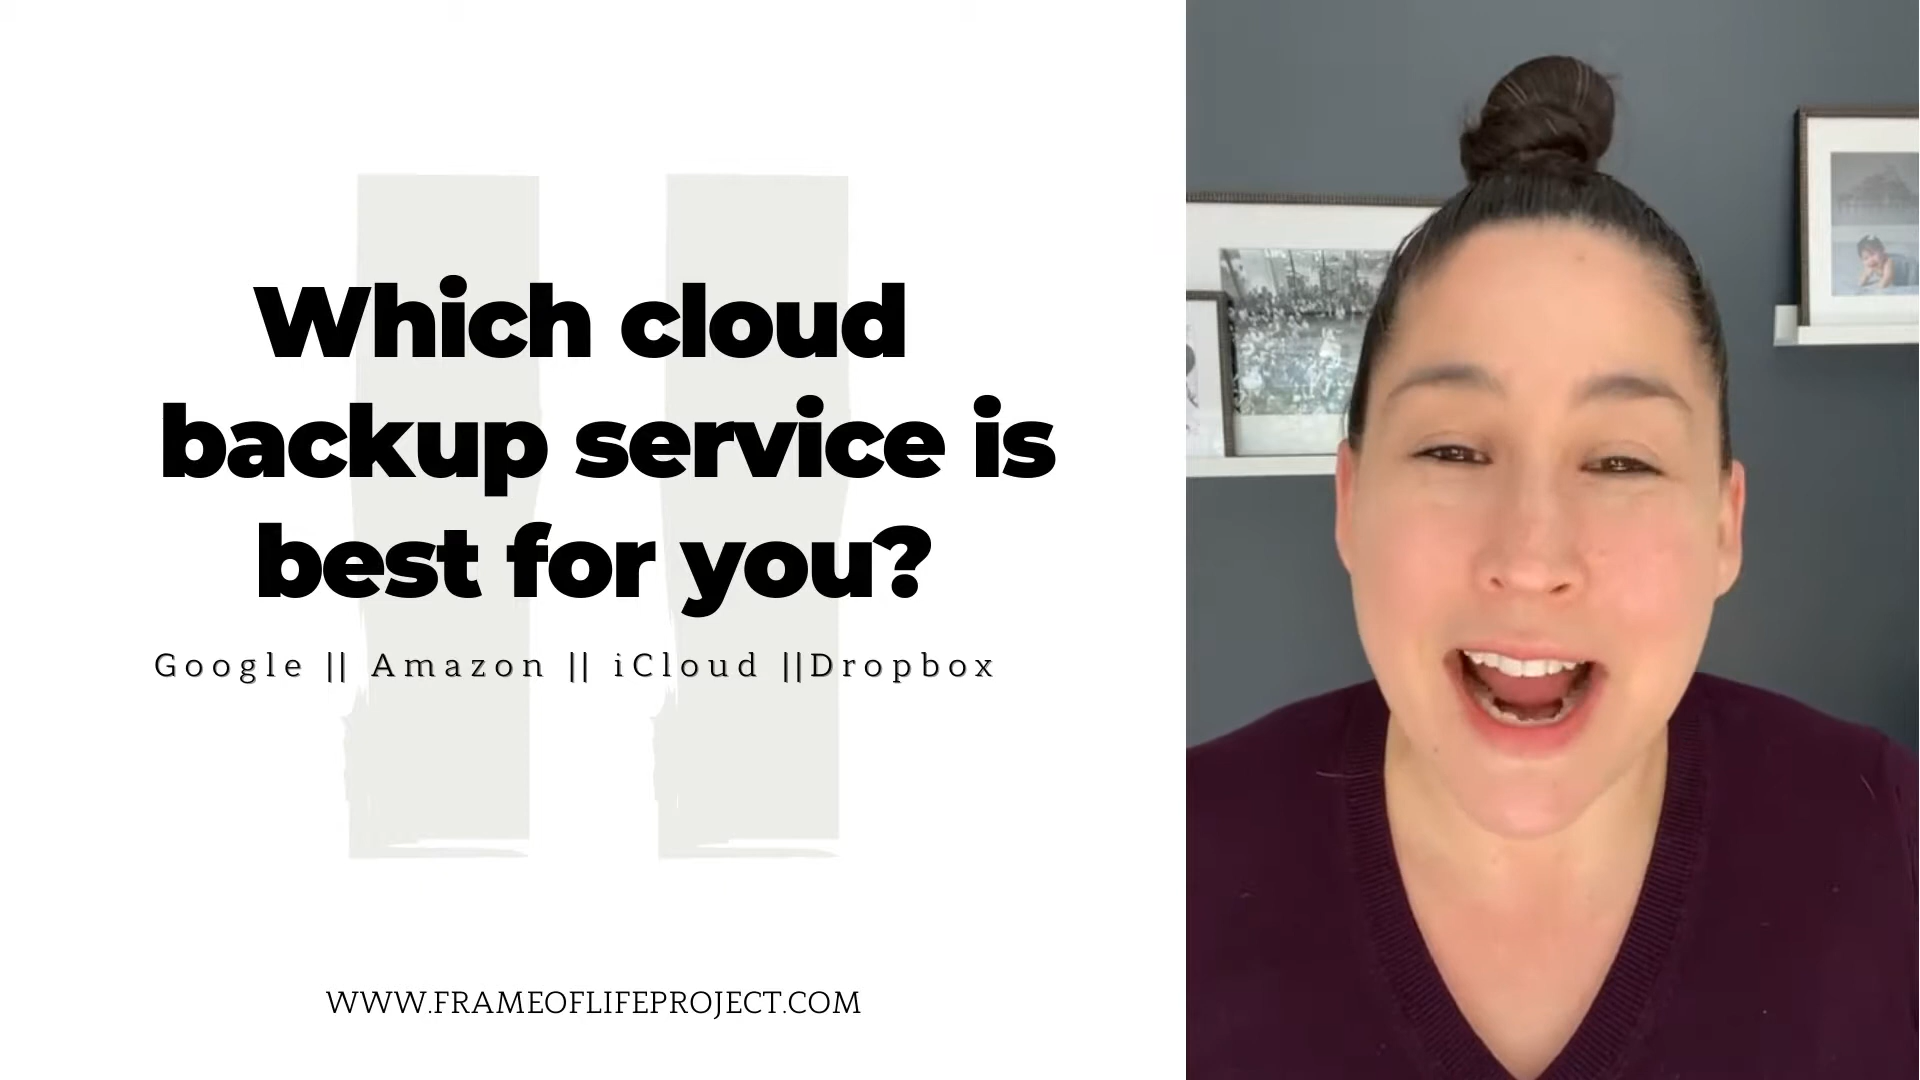 Which cloud
backup service is
best for you?
Google || Amazon || iCloud ||Dropbox
WWW.FRAMEOFLIFEPROJECT.COM